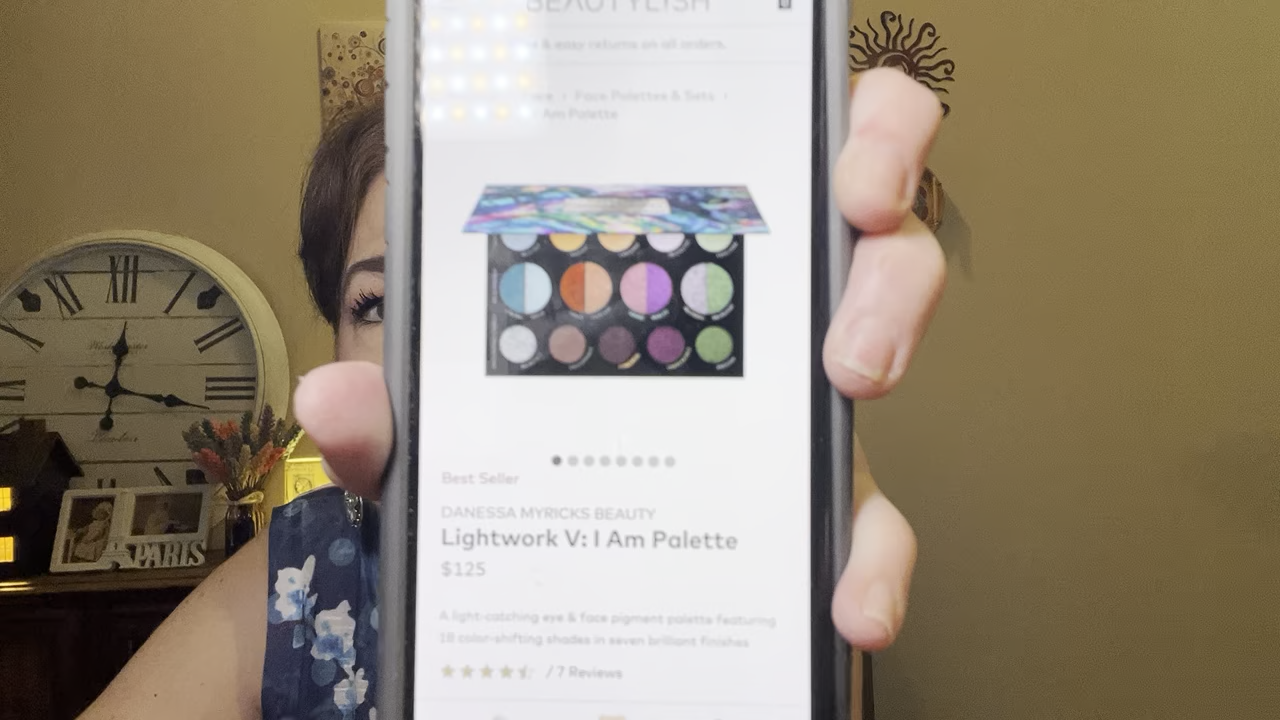 BEAUTYLISH
& easy returns on all orders.
› Face Palettes & Sets ›
Am Palette
Best Seller
DANESSA MYRICKS BEAUTY
Lightwork V: I Am Palette
$125
A light-catching eye & face pigment palette featuring
18 color-shifting shades in seven brilliant finishes
/ 7 Reviews
XII
PARIS